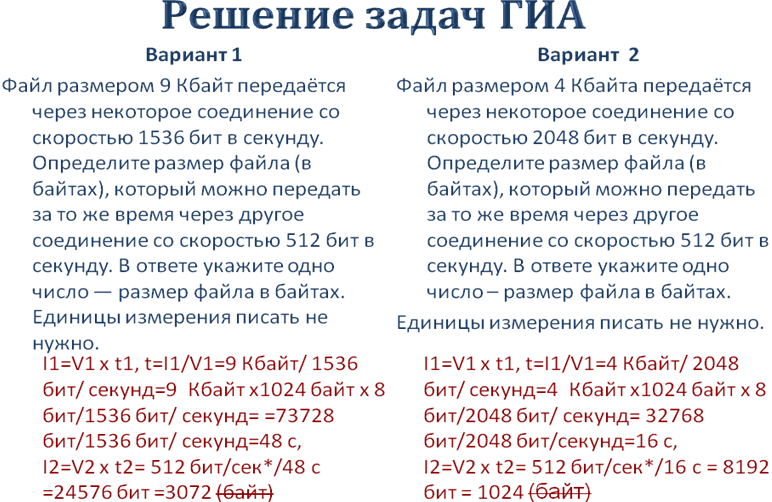 Решение задач ГИА
Вариант 1
Файл размером 9 Кбайт передаётся
через некоторое соединение со
скоростью 1536 бит в секунду.
Определите размер файла (в
байтах), который можно передать
за то же время через другое
соединение со скоростью 512 бит в
секунду. В ответе укажите одно
число — размер файла в байтах.
Единицы измерения писать не
нужно.
I1=V1 x t1, t=I1/V1=9 Кбайт/ 1536
бит/ секунд=9 Кбайт x1024 байт x 8
бит/1536 бит/ секунд= =73728
бит/1536 бит/ секунд=48 с,
I2=V2 x t2= 512 бит/сек*/48 с
=24576 бит =3072 (байт)
Вариант 2
Файл размером 4 Кбайта передаётся
через некоторое соединение со
скоростью 2048 бит в секунду.
Определите размер файла (в
байтах), который можно передать
за то же время через другое
соединение со скоростью 512 бит в
секунду. В ответе укажите одно
число – размер файла в байтах.
Единицы измерения писать не нужно.
I1=V1 x t1, t=I1/V1=4 Кбайт/ 2048
бит/ секунд=4 Кбайт x1024 байт x 8
бит/2048 бит/ секунд= 32768
бит/2048 бит/секунд=16 с,
I2=V2 x t2= 512 бит/сек*/16 с = 8192
бит = 1024 (байт)